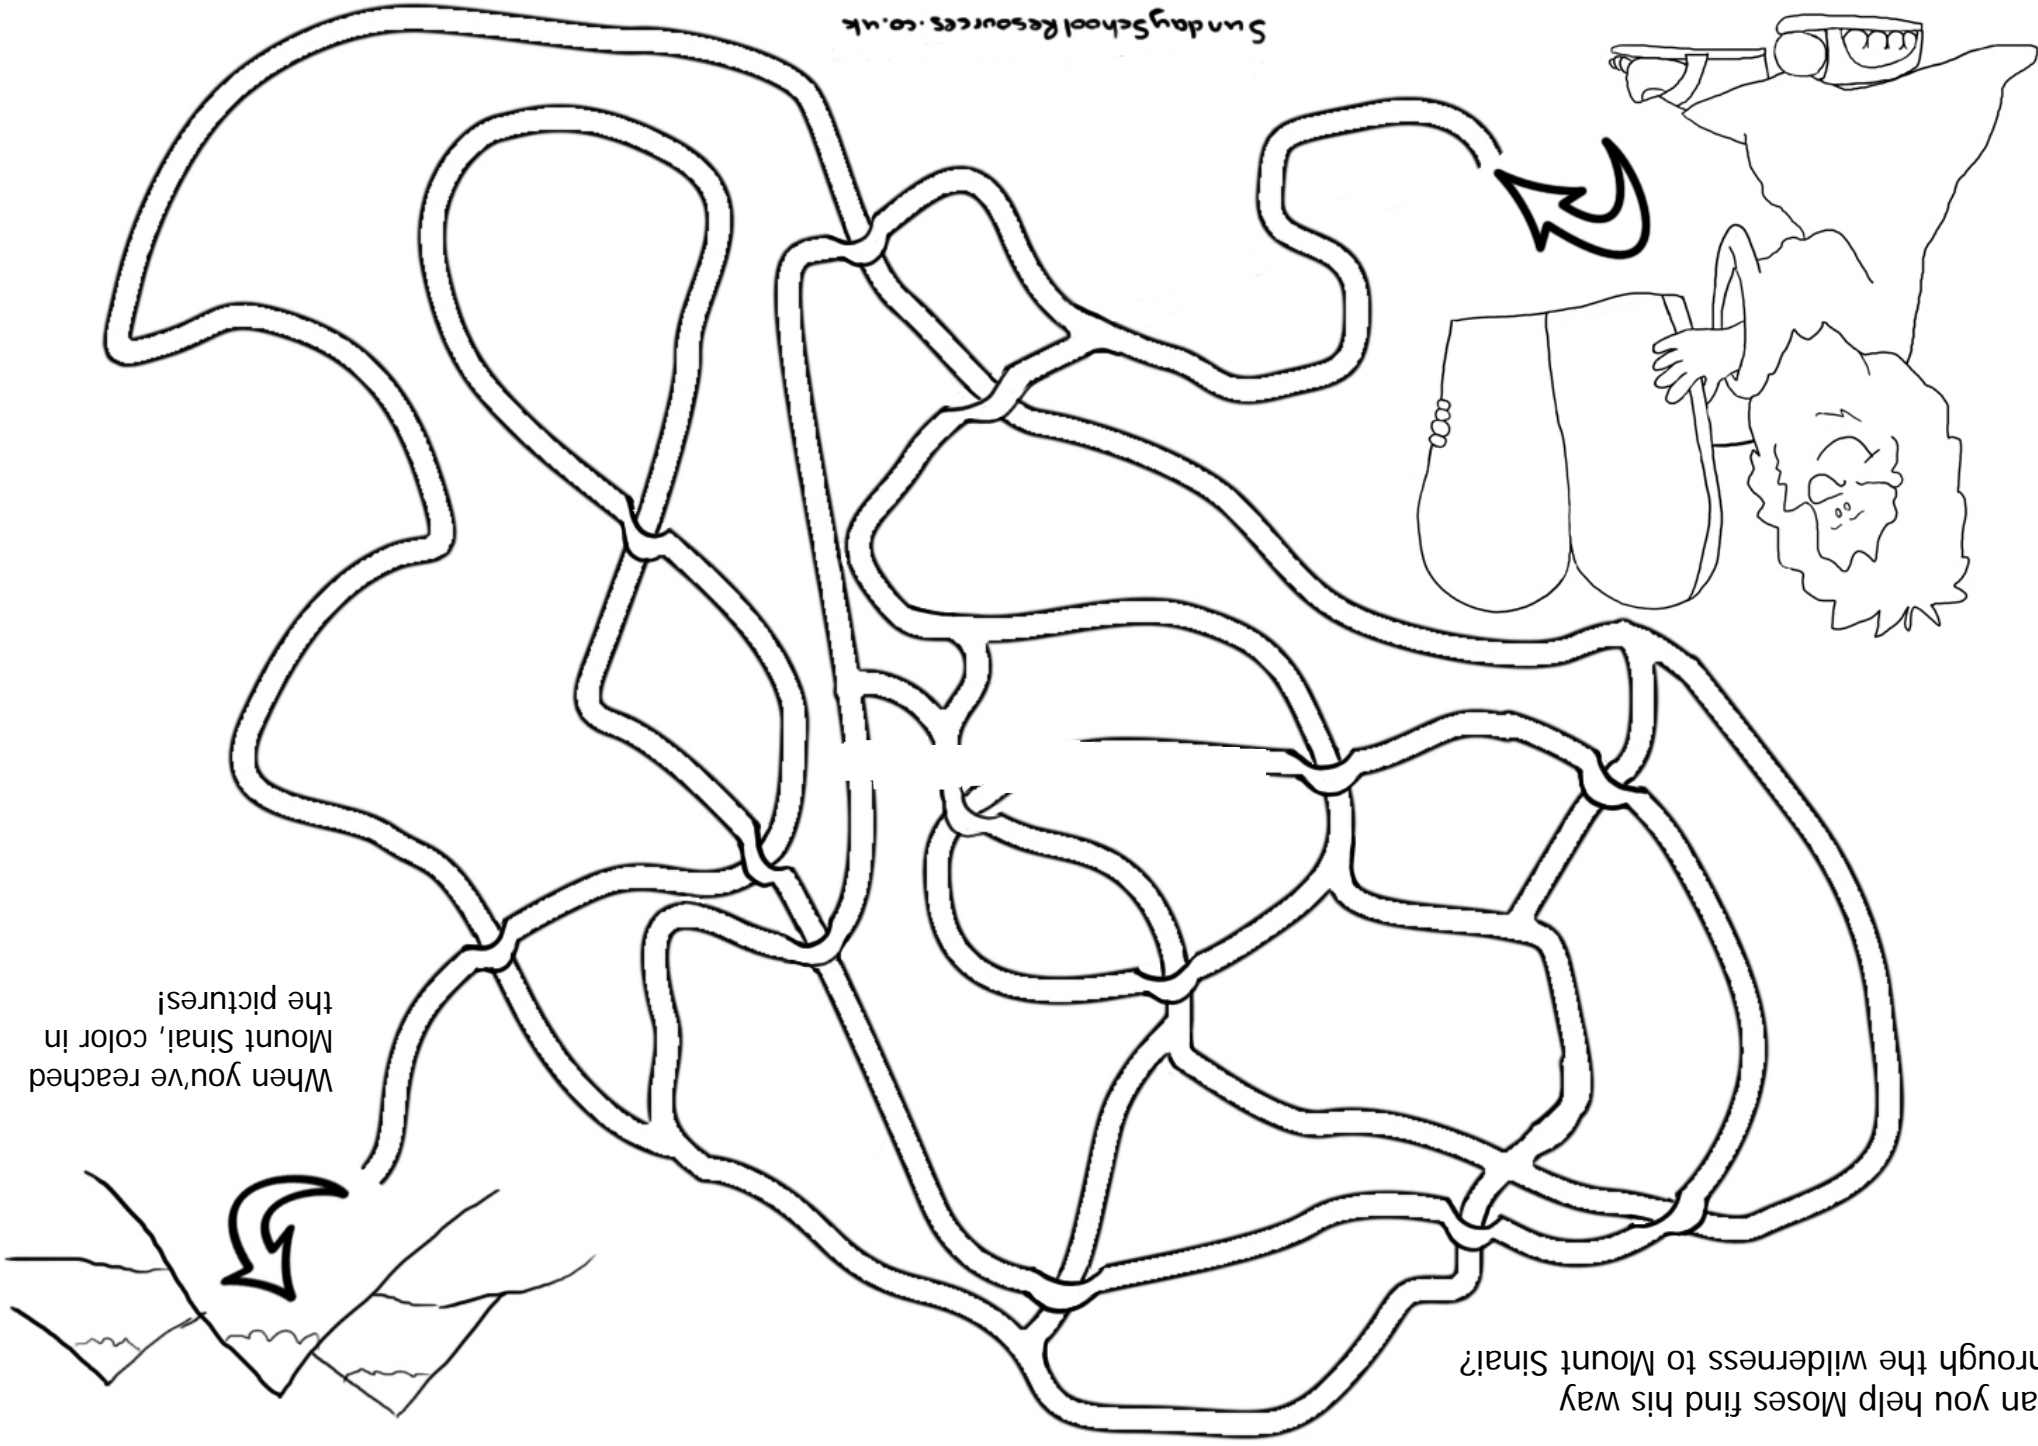 an you help Moses find his way
rough the wilderness to Mount Sinai?
When you've reached
Mount Sinai, color in
the pictures!
SundaySchoolResources.co.uk